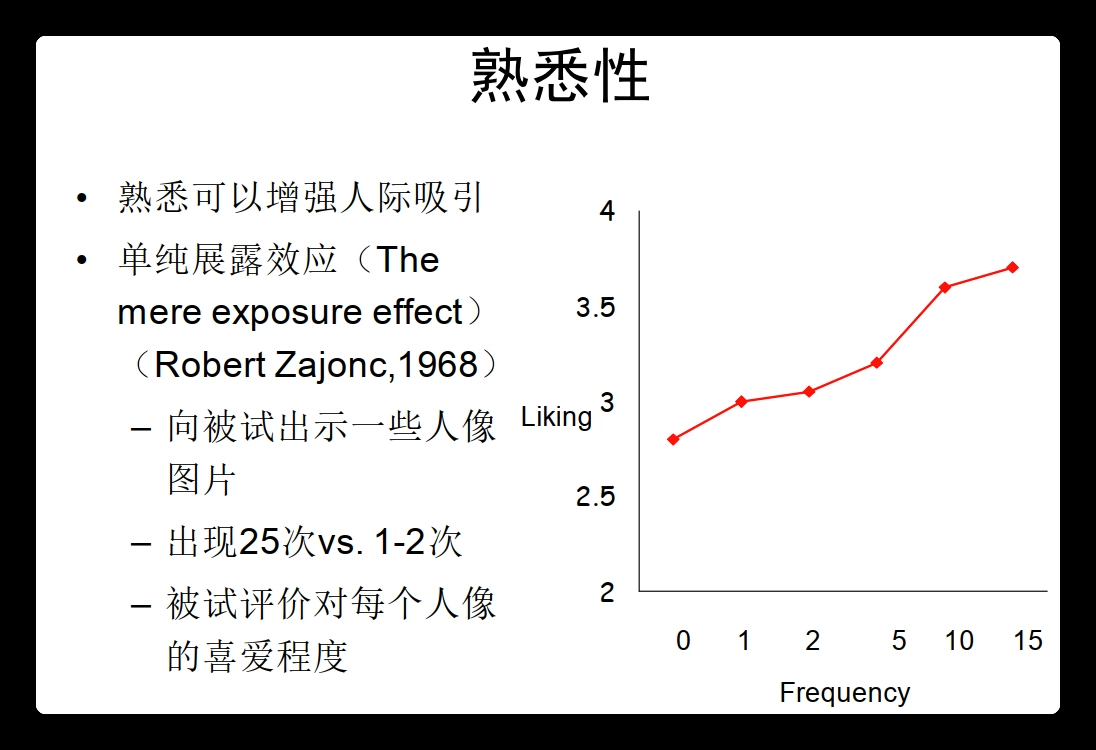 熟悉性
• 熟悉可以增强人际吸引
• 单纯展露效应（The
mere exposure effect）
（Robert Zajonc,1968）
– 向被试出示一些人像
图片
– 出现25次vs. 1-2次
– 被试评价对每个人像
的喜爱程度
4
3.5
Liking 3
2.5
2
0 1 2 5 10 15
Frequency